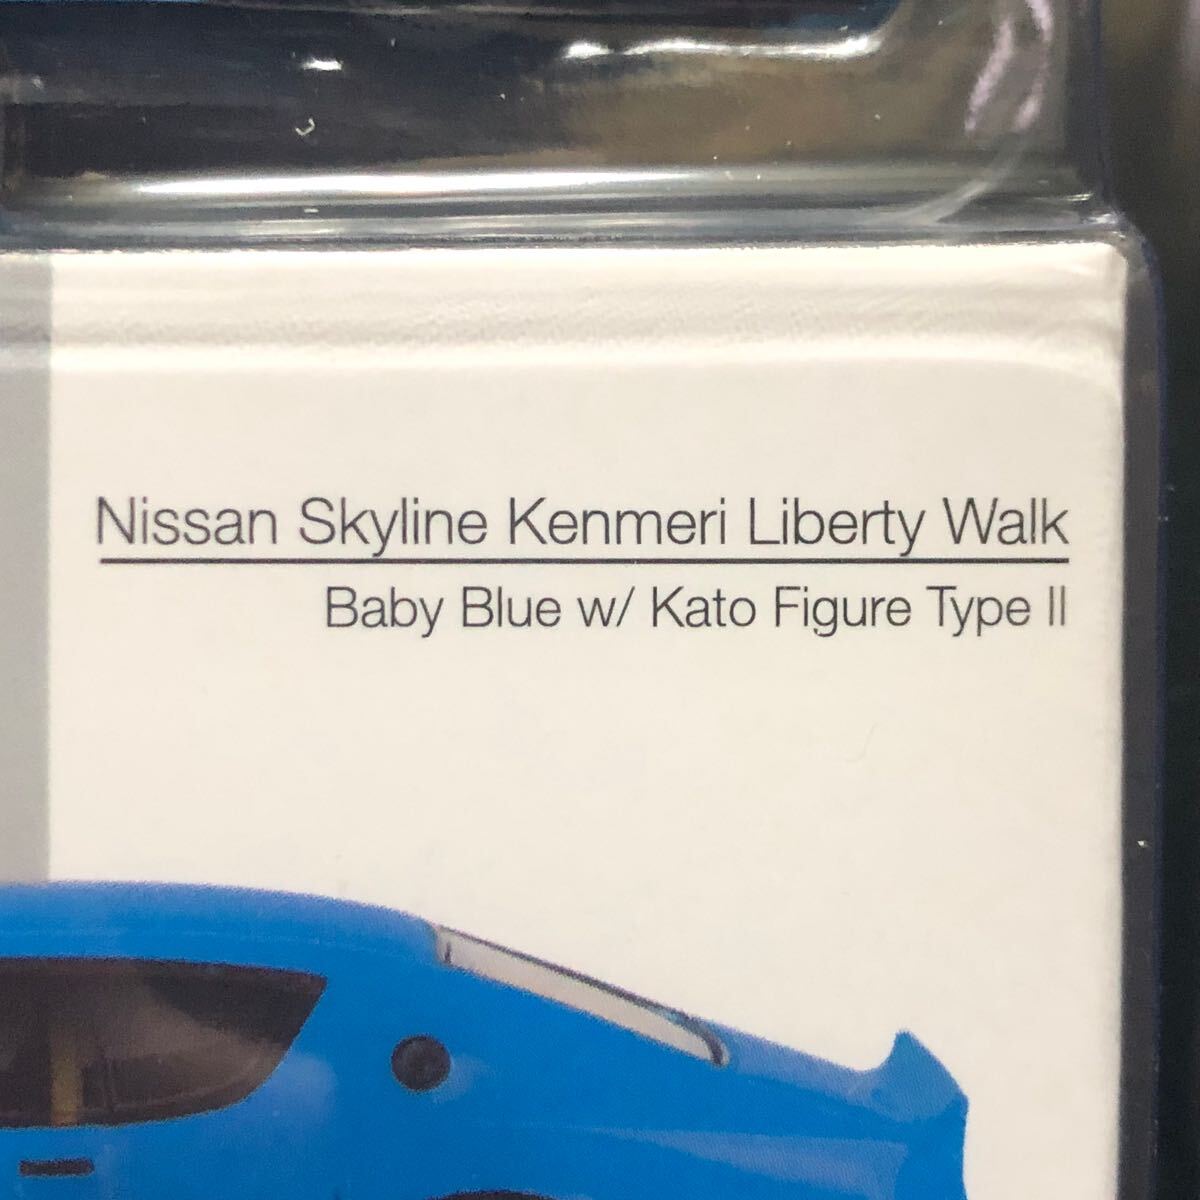 Nissan Skyline Kenmeri Liberty Walk
Baby Blue w/ Kato Figure Type II